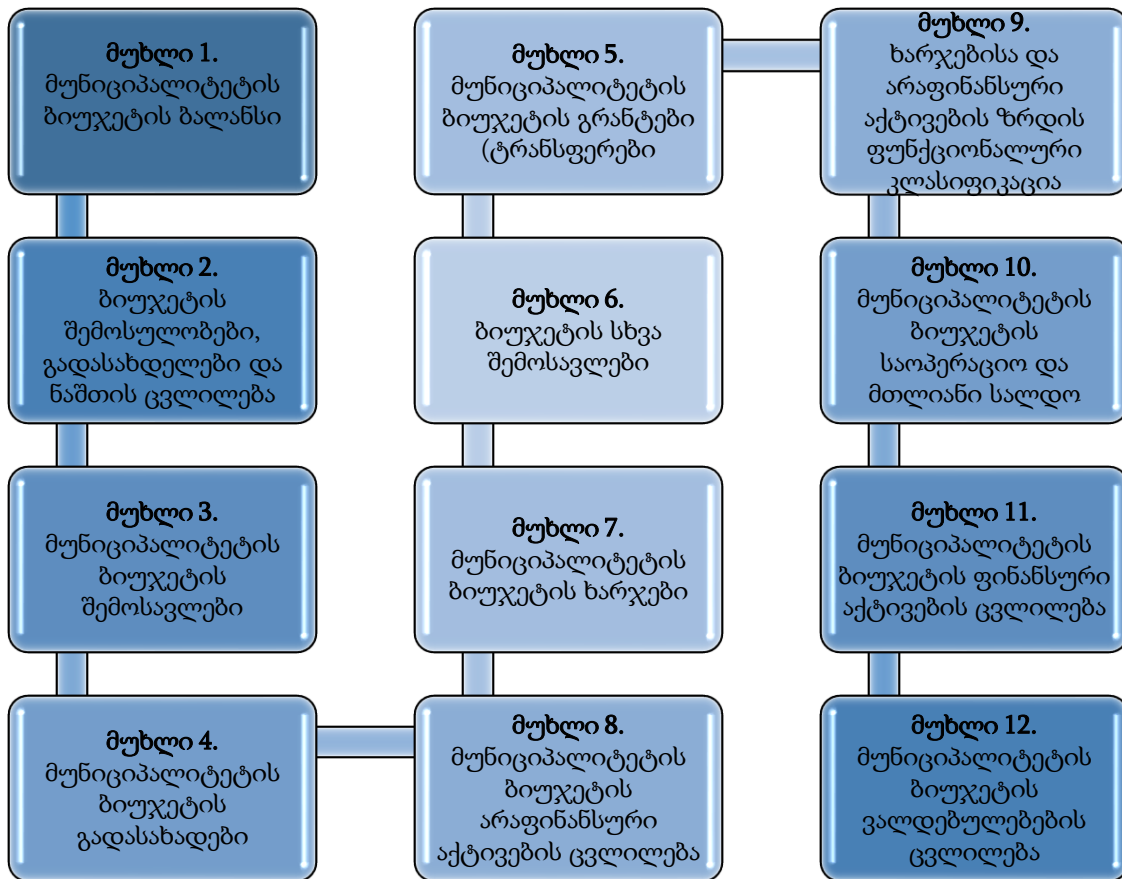 მუხლი 1.
მუნიციპალიტეტის
ბიუჯეტის ბალანსი
მუხლი 2.
ბიუჯეტის
შემოსულობები,
გადასახდელები და
ნაშთის ცვლილება
მუხლი 3.
მუნიციპალიტეტის
ბიუჯეტის
შემოსავლები
მუხლი 4.
მუნიციპალიტეტის
ბიუჯეტის
გადასახადები
მუხლი 5.
მუნიციპალიტეტის
ბიუჯეტის გრანტები
(ტრანსფერები
მუხლი 6.
ბიუჯეტის სხვა
შემოსავლები
მუხლი 7.
მუნიციპალიტეტის
ბიუჯეტის ხარჯები
მუხლი 8.
მუნიციპალიტეტის
ბიუჯეტის
არაფინანსური
აქტივების ცვლილება
მუხლი 9.
ხარჯებისა და
არაფინანსური
აქტივების ზრდის
ფუნქციონალური
კლასიფიკაცია
მუხლი 10.
მუნიციპალიტეტის
ბიუჯეტის
საოპერაციო და
მთლიანი სალდო
მუხლი 11.
მუნიციპალიტეტის
ბიუჯეტის ფინანსური
აქტივების ცვლილება
მუხლი 12.
მუნიციპალიტეტის
ბიუჯეტის
ვალდებულებების
ცვლილება